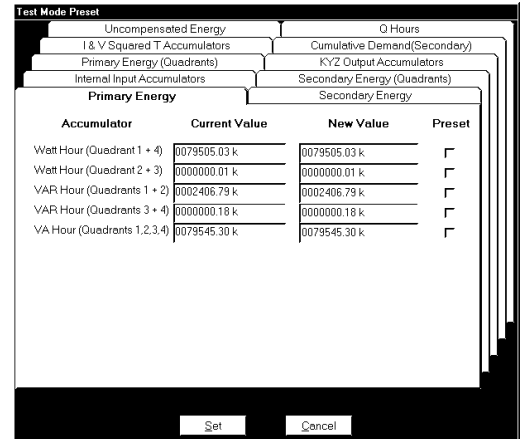 Test Mode Preset
Uncompensated Energy Q Hours
I & V Squared T Accumulators Cumulative Demand(Secondary)
Primary Energy (Quadrants) KYZ Output Accumulators
Internal Input Accumulators Secondary Energy (Quadrants)
Primary Energy Secondary Energy
Accumulator Current Value New Value Preset
Watt Hour (Quadrant 1 + 4) 0079505.03 k 0079505.03 k
Watt Hour (Quadrant 2 + 3) 0000000.01 k 0000000.01 k
VAR Hour (Quadrants 1 + 2) 0002406.79 k 0002406.79 k
VAR Hour (Quadrants 3 + 4) 0000000.18 k 0000000.18 k
VA Hour (Quadrants 1,2,3,4) 0079545.30 k 0079545.30 k
Set Cancel